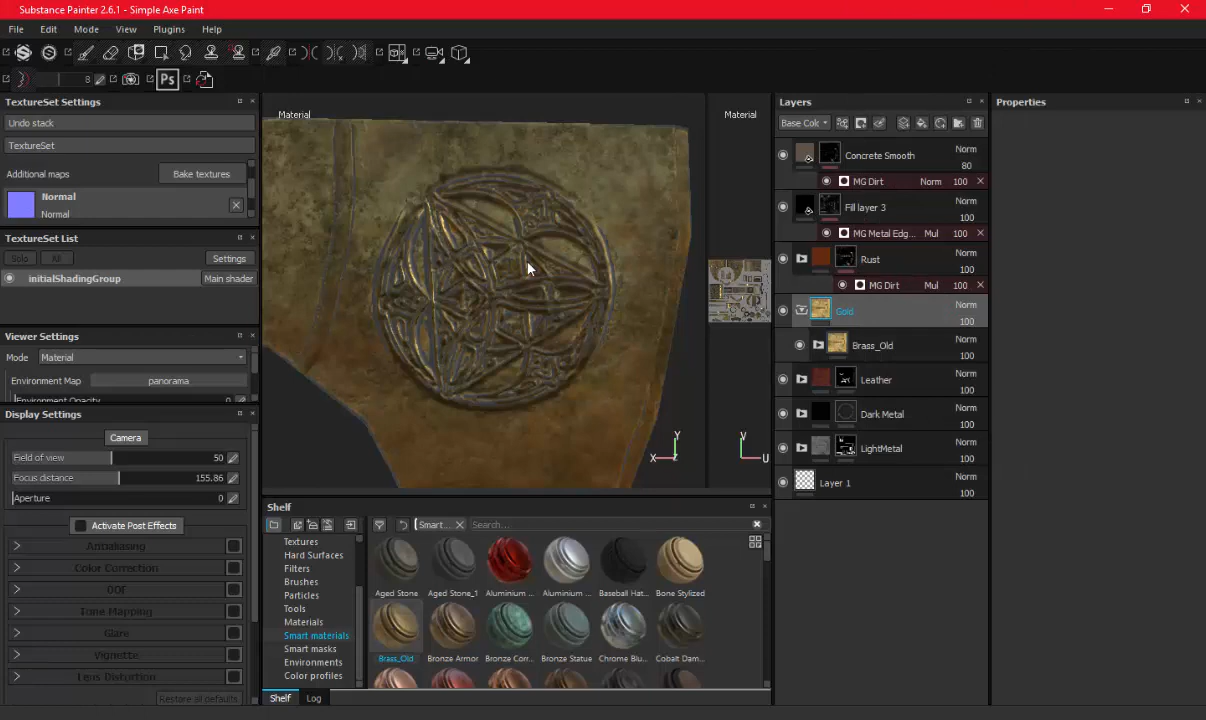 Substance Painter 2.6.1 - Simple Axe Paint
File Edit Mode View Plugins Help
8
Ps
TextureSet Settings
Undo stack
TextureSet
Additional maps
Bake textures
Normal
Normal
TextureSet List
Solo All Settings
initialShadingGroup Main shader
Viewer Settings
Mode Material
Environment Map panorama
Environment Opacity 0
Display Settings
Camera
Field of view 50
Focus distance 155.86
Aperture 0
Activate Post Effects
Antialiasing
Color Correction
DOF
Tone Mapping
Glare
Vignette
Lens Distortion
Restore all defaults
Material
Y
X Z
Material
V
U
Shelf
Smart...
Search...
Textures
Hard Surfaces
Filters
Brushes
Particles
Tools
Materials
Smart materials
Smart masks
Environments
Color profiles
Aged Stone Aged Stone_1 Aluminium ... Aluminium ... Baseball Hat... Bone Stylized
Brass_Old Bronze Armor Bronze Corr... Bronze Statue Chrome Blu... Cobalt Dam...
Shelf Log
Layers
Base Col
Concrete Smooth Norm 80
MG Dirt Norm 100
Fill layer 3 Norm 100
MG Metal Edg... Mul 100
Rust Norm 100
MG Dirt Mul 100
Gold Norm 100
Brass_Old Norm 100
Leather Norm 100
Dark Metal Norm 100
LightMetal Norm 100
Layer 1 Norm 100
Properties